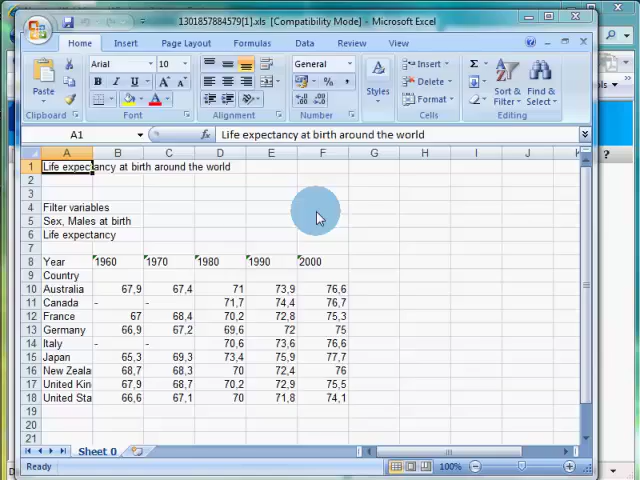 1301857884579[1].xls [Compatibility Mode] - Microsoft Excel
Home Insert Page Layout Formulas Data Review View
Paste
Clipboard
Arial 10
B I U
Font
Alignment
General
% ,
Number
Styles
Insert
Delete
Format
Cells
Sort & Filter
Find & Select
Editing
A1 fx Life expectancy at birth around the world
A B C D E F G H I J K
1 Life expectancy at birth around the world
2
3
4 Filter variables
5 Sex, Males at birth
6 Life expectancy
7
8 Year 1960 1970 1980 1990 2000
9 Country
10 Australia 67,9 67,4 71 73,9 76,6
11 Canada - - 71,7 74,4 76,7
12 France 67 68,4 70,2 72,8 75,3
13 Germany 66,9 67,2 69,6 72 75
14 Italy - - 70,6 73,6 76,6
15 Japan 65,3 69,3 73,4 75,9 77,7
16 New Zeala 68,7 68,3 70 72,4 76
17 United Kin 67,9 68,7 70,2 72,9 75,5
18 United Sta 66,6 67,1 70 71,8 74,1
19
20
21
Sheet 0
Ready 100%